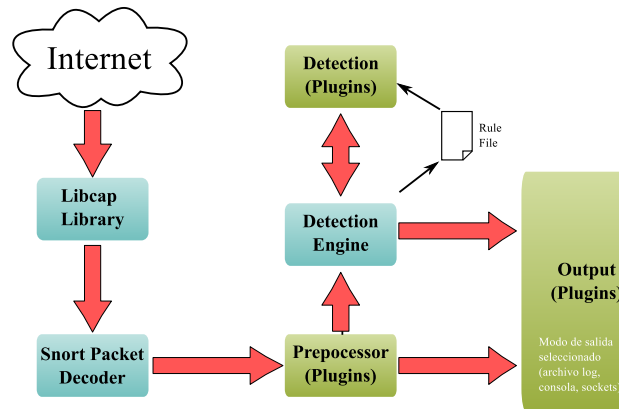 Internet
Detection
(Plugins)
Rule
File
Libcap
Library
Detection
Engine
Output
(Plugins)
Modo de salida
seleccionado
(archivo log,
consola, sockets)
Snort Packet
Decoder
Prepocessor
(Plugins)